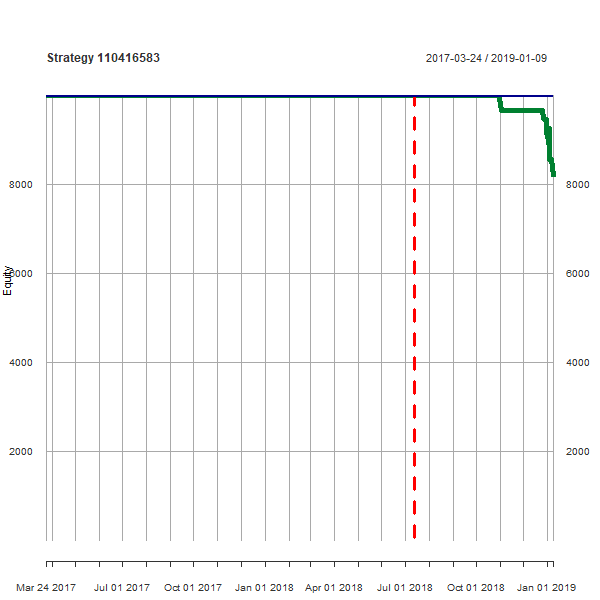 Strategy 110416583
2017-03-24 / 2019-01-09
8000
8000
Equity
6000
6000
4000
4000
2000
2000
Mar 24 2017
Jul 01 2017
Oct 01 2017
Jan 01 2018
Apr 01 2018
Jul 01 2018
Oct 01 2018
Jan 01 2019